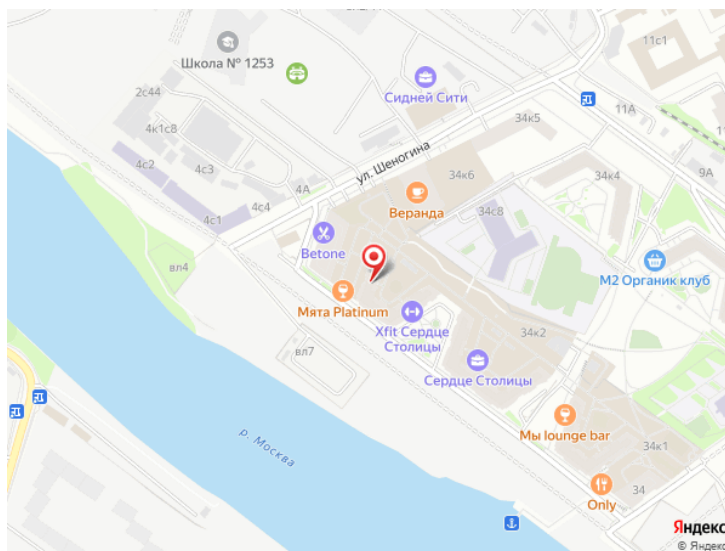 11с1
Школа № 1253
Сидней Сити
2с44
11А
34к5
4к1с8
ул. Шеногина
4с2
4с3
34к6
34к4
9А
4А
4с1
4с4
Веранда
34с8
Betone
вл4
М2 Органик клуб
Мята Platinum
Xfit Сердце
Столицы
34к2
вл7
Сердце Столицы
р. Москва
Мы lounge bar
34к1
34
Only
Яндекс
© Яндекс